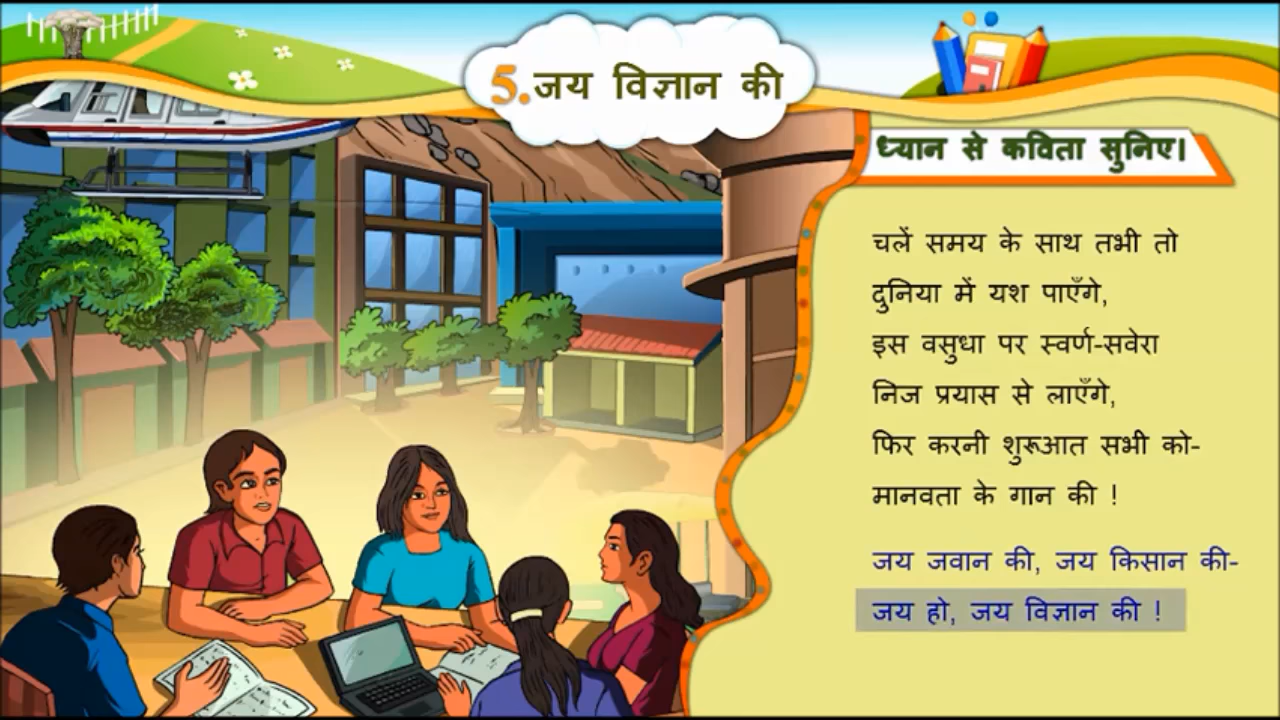 5.जय विज्ञान की
ध्यान से कविता सुनिए।
चलें समय के साथ तभी तो
दुनिया में यश पाएँगे,
इस वसुधा पर स्वर्ण-सवेरा
निज प्रयास से लाएँगे,
फिर करनी शुरूआत सभी को-
मानवता के गान की !
जय जवान की, जय किसान की-
जय हो, जय विज्ञान की !